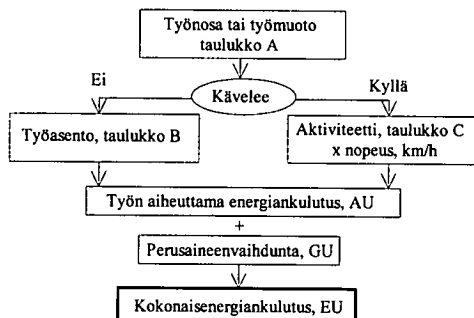 Työnosa tai työmuoto
taulukko A
Ei
Kyllä
Kävelee
Työasento, taulukko B
Aktiviteetti, taulukko C
x nopeus, km/h
Työn aiheuttama energiankulutus, AU
+
Perusaineenvaihdunta, GU
Kokonaisenergiankulutus, EU